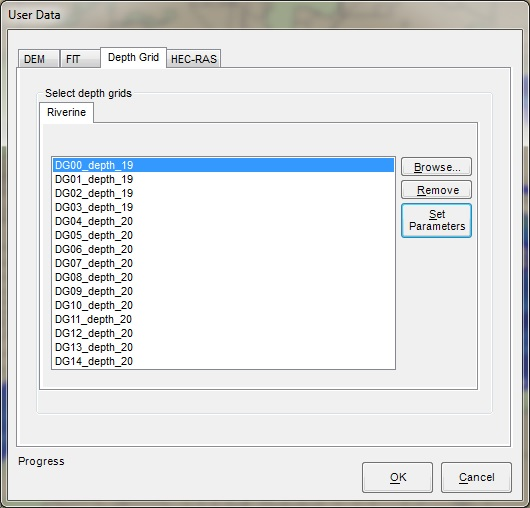 User Data
DEM FIT Depth Grid HEC-RAS
Select depth grids
Riverine
DG00_depth_19
DG01_depth_19
DG02_depth_19
DG03_depth_19
DG04_depth_20
DG05_depth_20
DG06_depth_20
DG07_depth_20
DG08_depth_20
DG09_depth_20
DG10_depth_20
DG11_depth_20
DG12_depth_20
DG13_depth_20
DG14_depth_20
Browse...
Remove
Set
Parameters
Progress
OK Cancel